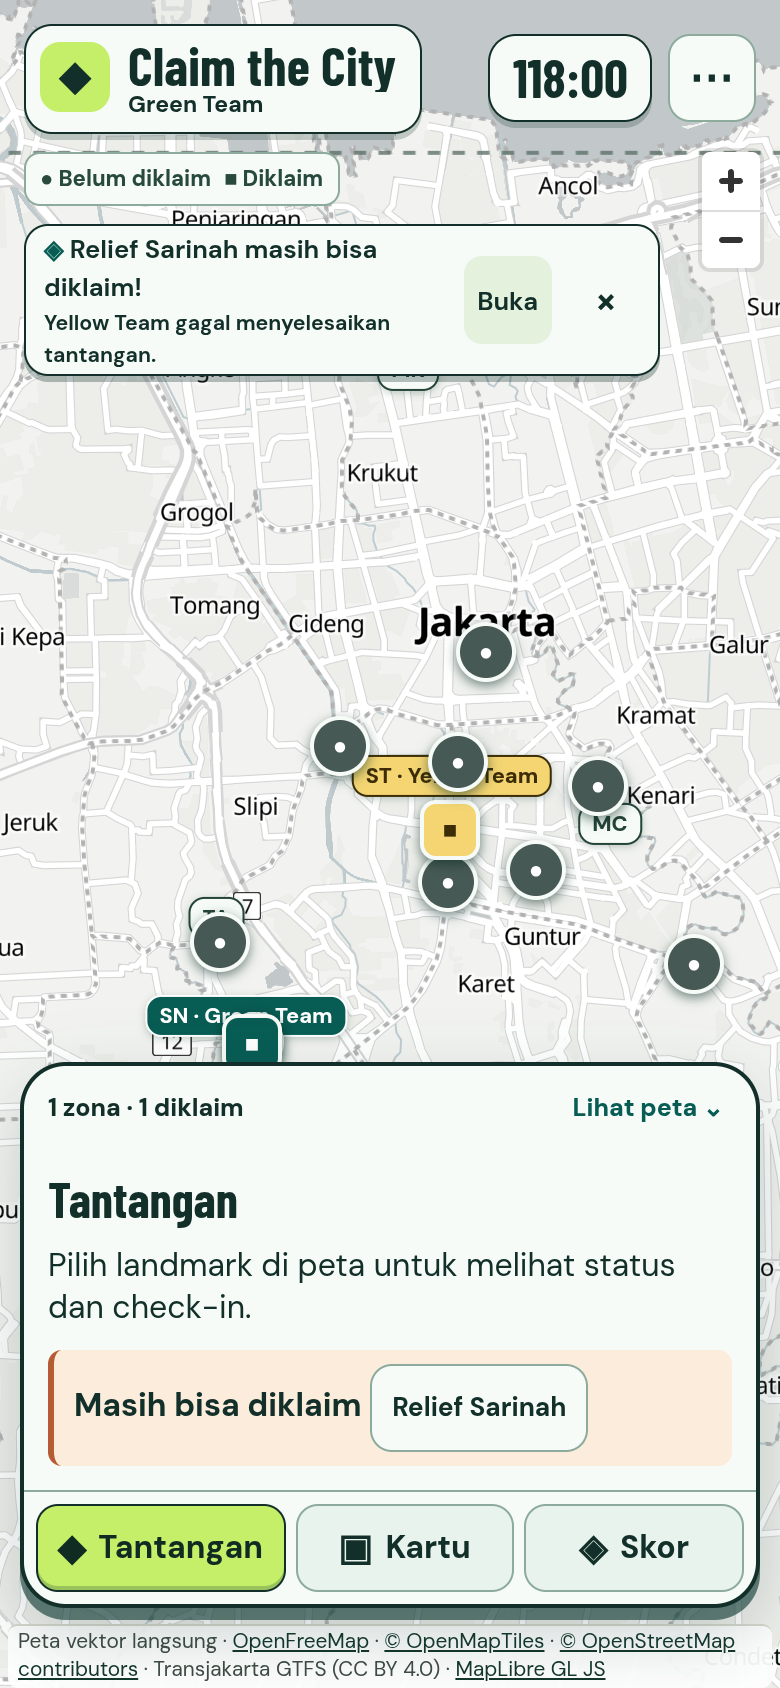 Claim the City
Green Team
118:00
Belum diklaim
Diklaim
Ancol
Penjaringan
Relief Sarinah masih bisa
diklaim!
Yellow Team gagal menyelesaikan
tantangan.
Buka
×
Krukut
Grogol
Tomang
Cideng
Jakarta
i Kepa
Galur
Kramat
ST · Team
Slipi
Kenari
Jeruk
MC
7
Guntur
ua
Karet
SN · Green Team
12
1 zona · 1 diklaim
Lihat peta
Tantangan
Pilih landmark di peta untuk melihat status
dan check-in.
Masih bisa diklaim
Relief Sarinah
Tantangan
Kartu
Skor
Peta vektor langsung · OpenFreeMap · © OpenMapTiles · © OpenStreetMap
contributors · Transjakarta GTFS (CC BY 4.0) · MapLibre GL JS